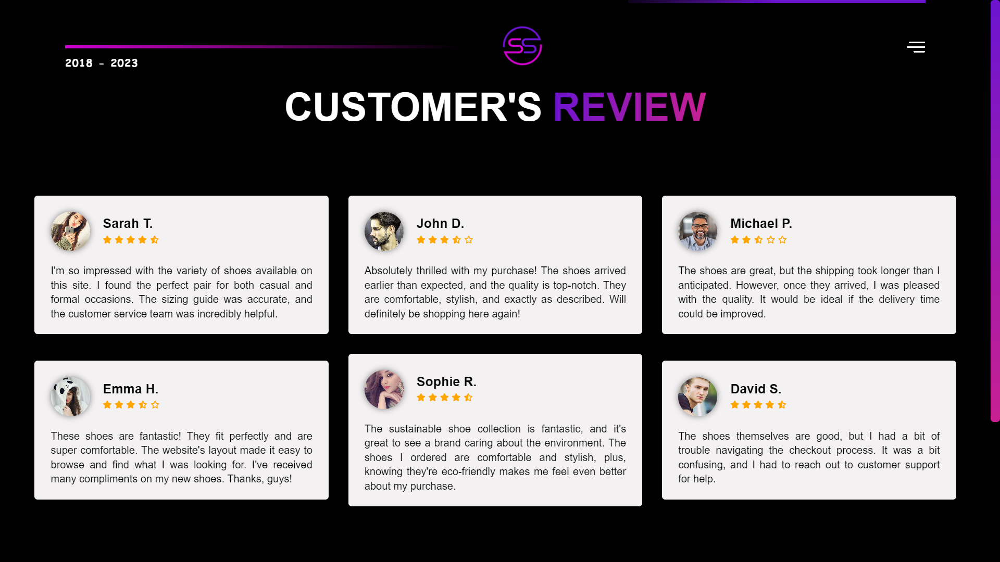 SS
2018 - 2023
CUSTOMER'S REVIEW
Sarah T.
I'm so impressed with the variety of shoes available on
this site. I found the perfect pair for both casual and
formal occasions. The sizing guide was accurate, and
the customer service team was incredibly helpful.
John D.
Absolutely thrilled with my purchase! The shoes arrived
earlier than expected, and the quality is top-notch. They
are comfortable, stylish, and exactly as described. Will
definitely be shopping here again!
Michael P.
The shoes are great, but the shipping took longer than I
anticipated. However, once they arrived, I was pleased
with the quality. It would be ideal if the delivery time
could be improved.
Emma H.
These shoes are fantastic! They fit perfectly and are
super comfortable. The website's layout made it easy to
browse and find what I was looking for. I've received
many compliments on my new shoes. Thanks, guys!
Sophie R.
The sustainable shoe collection is fantastic, and it's
great to see a brand caring about the environment. The
shoes I ordered are comfortable and stylish, plus,
knowing they're eco-friendly makes me feel even better
about my purchase.
David S.
The shoes themselves are good, but I had a bit of
trouble navigating the checkout process. It was a bit
confusing, and I had to reach out to customer support
for help.